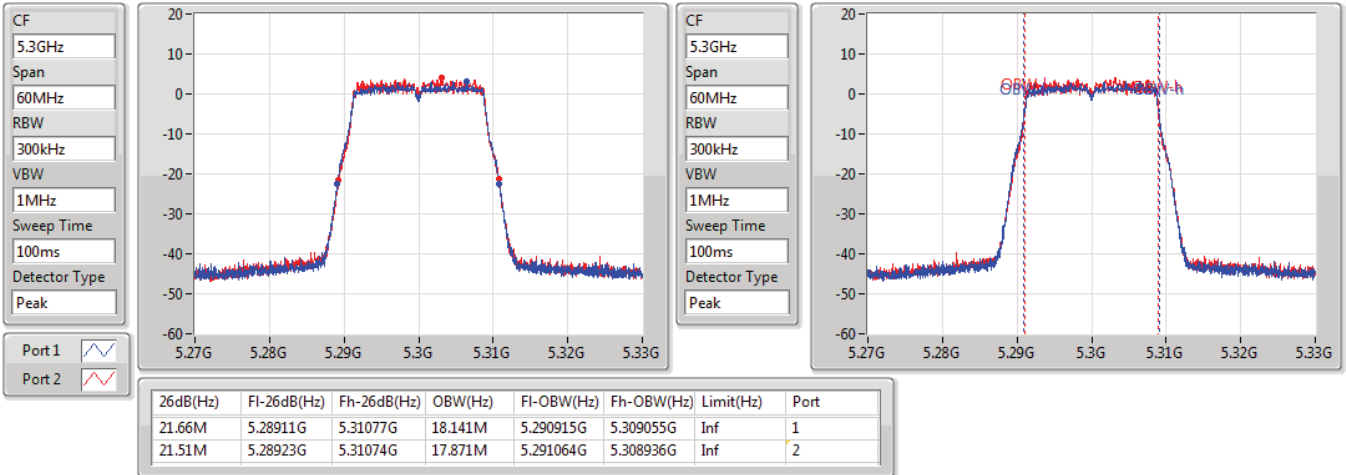 CF
5.3GHz
Span
60MHz
RBW
300kHz
VBW
1MHz
Sweep Time
100ms
Detector Type
Peak
Port 1
Port 2
20
10
0
-10
-20
-30
-40
-50
-60
5.27G 5.28G 5.29G 5.3G 5.31G 5.32G 5.33G
CF
5.3GHz
Span
60MHz
RBW
300kHz
VBW
1MHz
Sweep Time
100ms
Detector Type
Peak
20
10
0
-10
-20
-30
-40
-50
-60
OBW-h
5.27G 5.28G 5.29G 5.3G 5.31G 5.32G 5.33G
26dB(Hz) Fl-26dB(Hz) Fh-26dB(Hz) OBW(Hz) Fl-OBW(Hz) Fh-OBW(Hz) Limit(Hz) Port
21.66M 5.28911G 5.31077G 18.141M 5.290915G 5.309055G Inf 1
21.51M 5.28923G 5.31074G 17.871M 5.291064G 5.308936G Inf 2